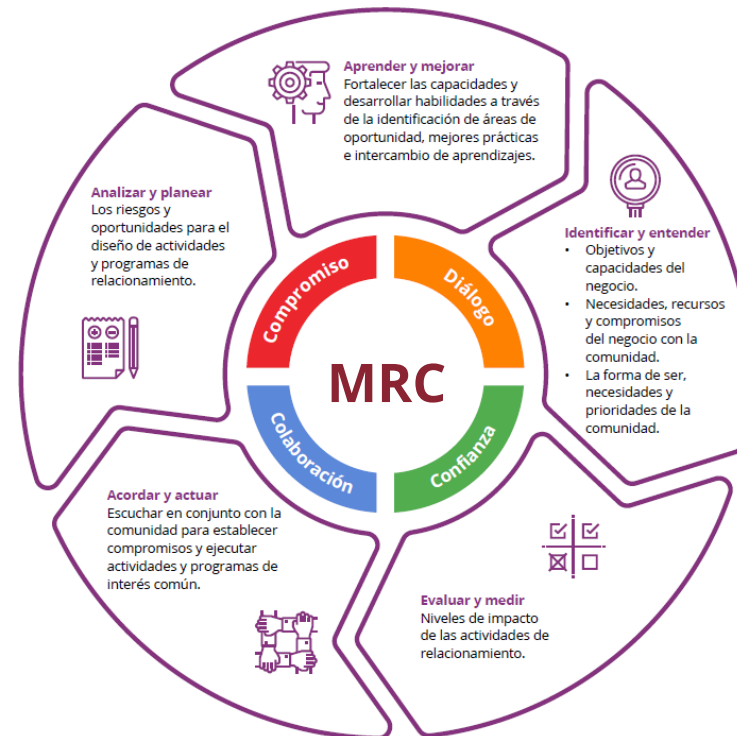 Aprender y mejorar
Fortalecer las capacidades y
desarrollar habilidades a través
de la identificación de áreas de
oportunidad, mejores prácticas
e intercambio de aprendizajes.
Identificar y entender
• Objetivos y
capacidades del
negocio.
• Necesidades, recursos
y compromisos
del negocio con la
comunidad.
• La forma de ser,
necesidades y
prioridades de la
comunidad.
Evaluar y medir
Niveles de impacto
de las actividades de
relacionamiento.
Acordar y actuar
Escuchar en conjunto con la
comunidad para establecer
compromisos y ejecutar
actividades y programas de
interés común.
Analizar y planear
Los riesgos y
oportunidades para el
diseño de actividades
y programas de
relacionamiento.
Compromiso
Diálogo
Confianza
Colaboración
MRC